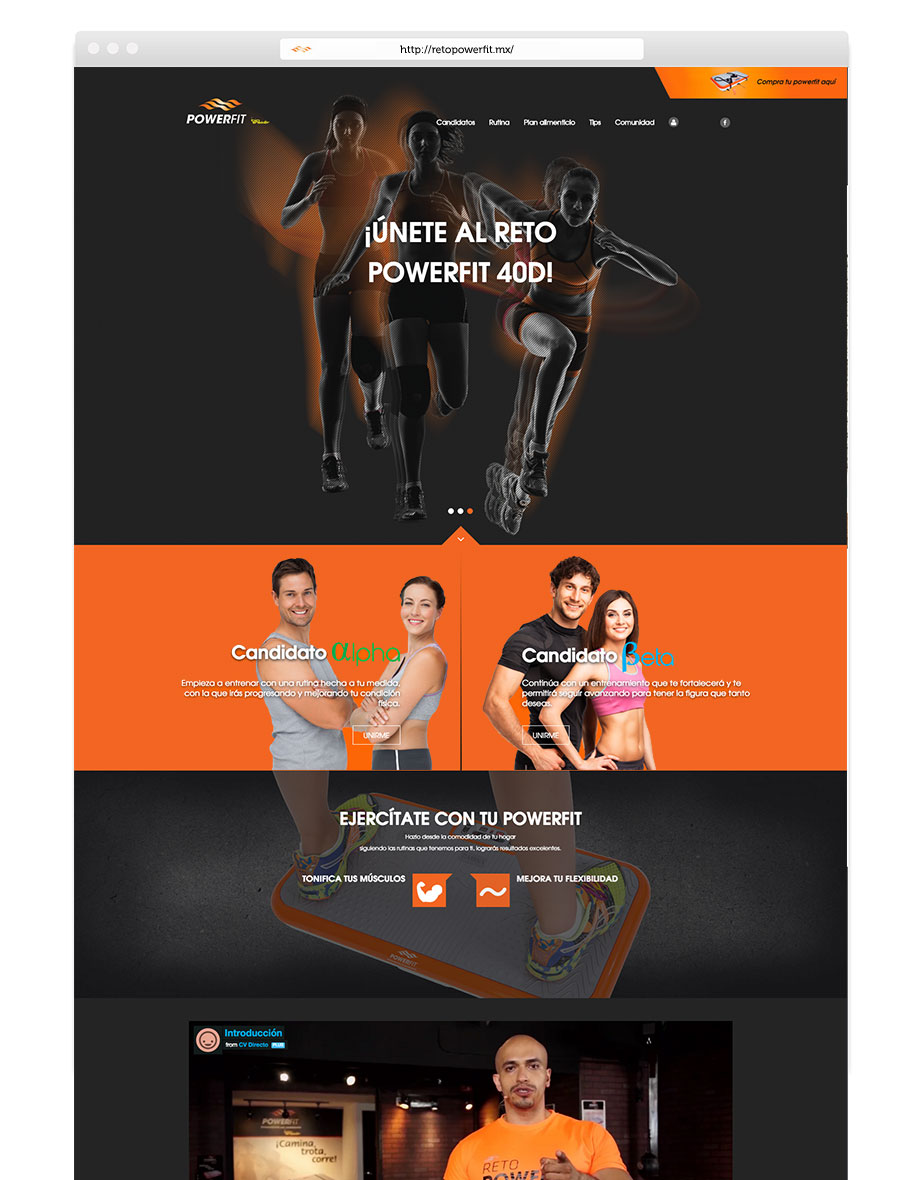 http://retopowerfit.mx/
Compra tu powerfit aquí
POWERFIT
Candidatos Rutina Plan alimenticio Tips Comunidad
¡ÚNETE AL RETO
POWERFIT 40D!
Candidato αlpha
Empieza a entrenar con una rutina hecha a tu medida,
con la que irás progresando y mejorando tu condición
física.
UNIRME
Candidato βeta
Continúa con un entrenamiento que te fortalecerá y te
permitirá seguir avanzando para tener la figura que tanto
deseas.
UNIRME
EJERCÍTATE CON TU POWERFIT
Hazlo desde la comodidad de tu hogar
siguiendo las rutinas que tenemos para ti, lograrás resultados excelentes.
TONIFICA TUS MÚSCULOS
MEJORA TU FLEXIBILIDAD
POWERFIT
Introducción
from CV Directo PLUS
POWERFIT
¡Camina,
trota,
corre!
RETO